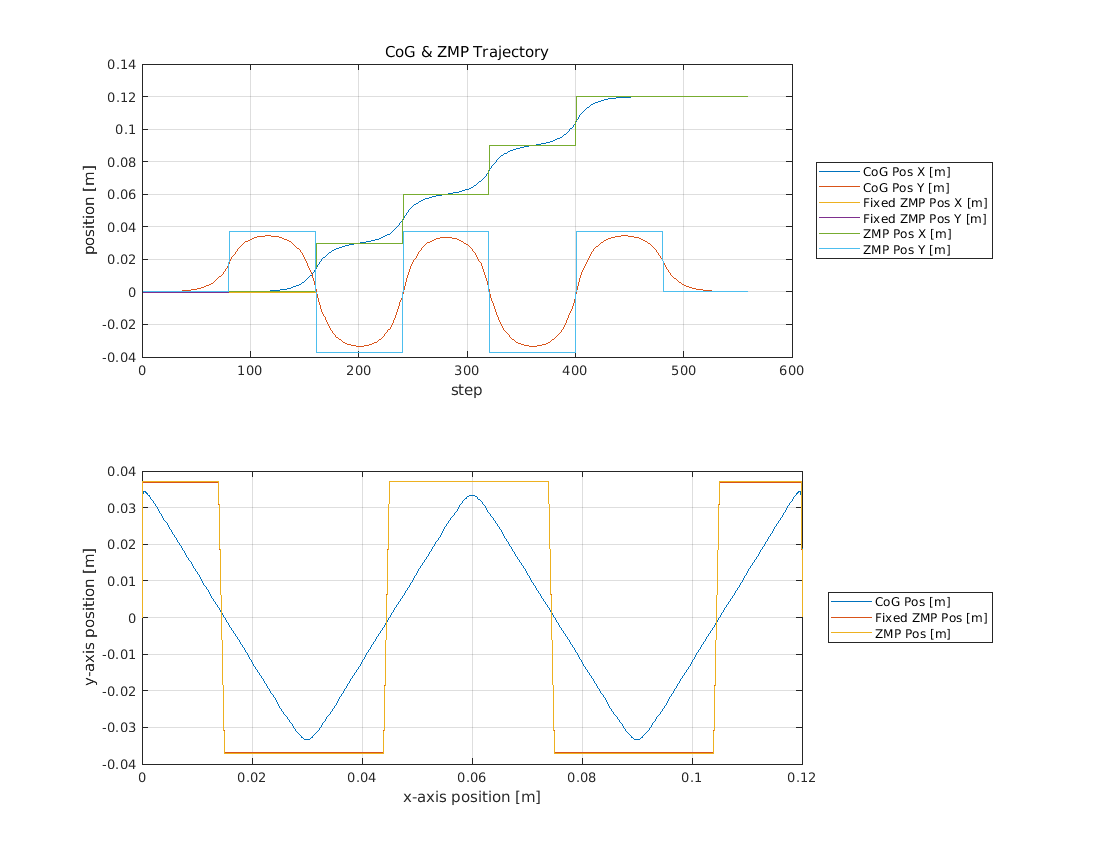 CoG & ZMP Trajectory
0.14
0.12
0.1
0.08
0.06
0.04
0.02
0
-0.02
-0.04
position [m]
0 100 200 300 400 500 600
step
CoG Pos X [m]
CoG Pos Y [m]
Fixed ZMP Pos X [m]
Fixed ZMP Pos Y [m]
ZMP Pos X [m]
ZMP Pos Y [m]
0.04
0.03
0.02
0.01
0
-0.01
-0.02
-0.03
-0.04
y-axis position [m]
0 0.02 0.04 0.06 0.08 0.1 0.12
x-axis position [m]
CoG Pos [m]
Fixed ZMP Pos [m]
ZMP Pos [m]